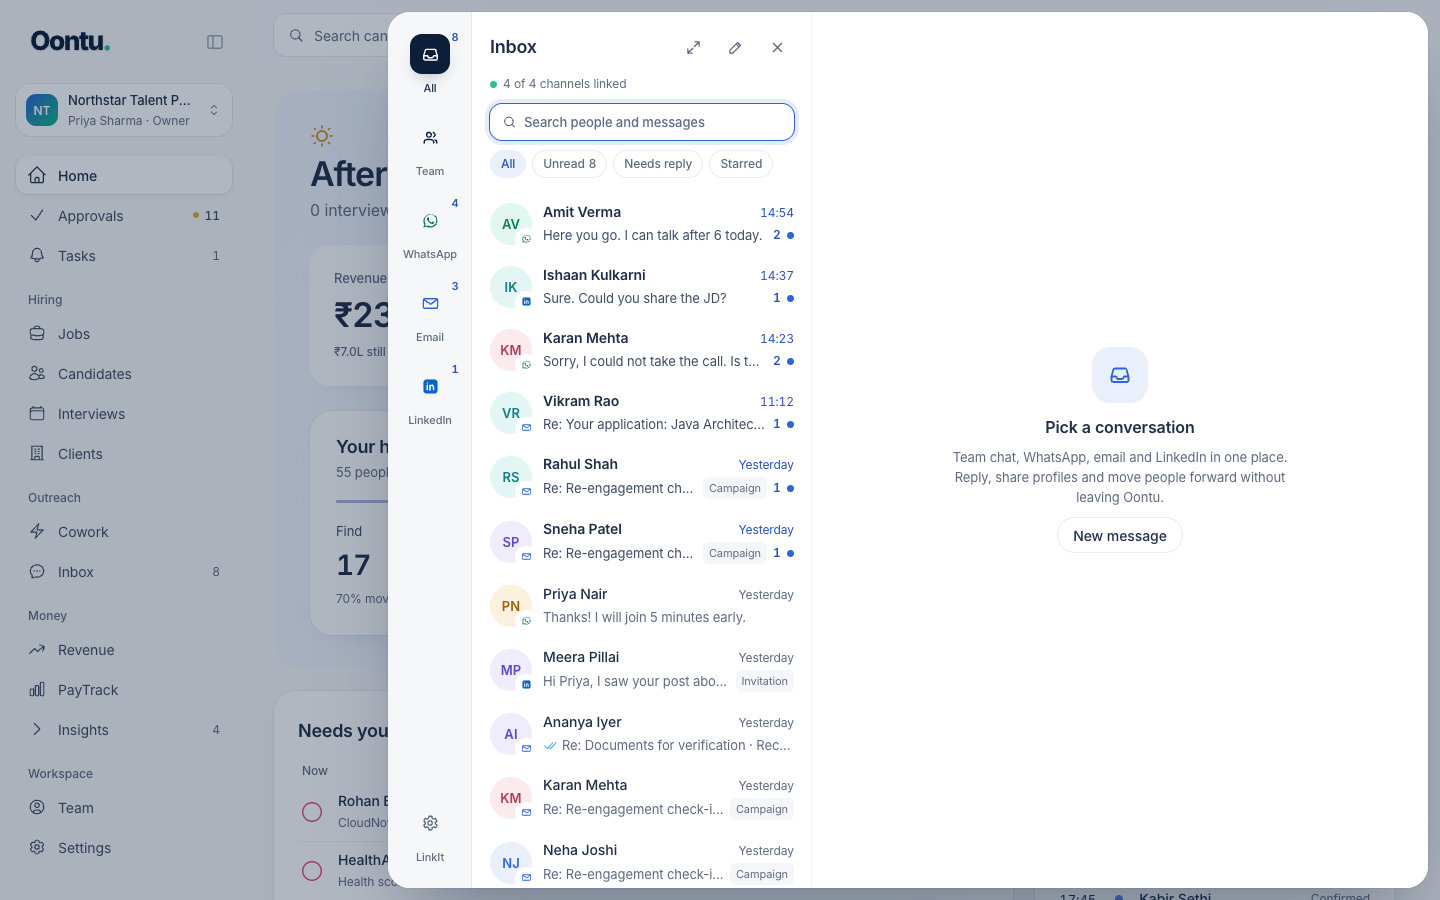 Oontu.
NT
Northstar Talent P...
Priya Sharma · Owner
Home
Approvals
11
Tasks
1
Hiring
Jobs
Candidates
Interviews
Clients
Outreach
Cowork
Inbox
8
Money
Revenue
PayTrack
Insights
4
Workspace
Team
Settings
Search can
After
0 interview
Revenue
₹23
₹7.0L still
Your h
55 peopl
Find
17
70% mov
Needs you
Now
Rohan
CloudNo
HealthA
Health sco
8
All
Team
4
WhatsApp
3
Email
1
in
LinkedIn
LinkIt
Inbox
4 of 4 channels linked
Search people and messages
All
Unread 8
Needs reply
Starred
AV
Amit Verma
14:54
Here you go. I can talk after 6 today.
2
IK
in
Ishaan Kulkarni
14:37
Sure. Could you share the JD?
1
KM
Karan Mehta
14:23
Sorry, I could not take the call. Is t...
2
VR
Vikram Rao
11:12
Re: Your application: Java Architec...
1
RS
Rahul Shah
Yesterday
Re: Re-engagement ch...
Campaign
1
SP
Sneha Patel
Yesterday
Re: Re-engagement ch...
Campaign
1
PN
Priya Nair
Yesterday
Thanks! I will join 5 minutes early.
MP
in
Meera Pillai
Yesterday
Hi Priya, I saw your post abo...
Invitation
AI
Ananya Iyer
Yesterday
Re: Documents for verification · Rec...
KM
Karan Mehta
Yesterday
Re: Re-engagement check-i...
Campaign
NJ
Neha Joshi
Yesterday
Re: Re-engagement check-i...
Campaign
Pick a conversation
Team chat, WhatsApp, email and LinkedIn in one place.
Reply, share profiles and move people forward without
leaving Oontu.
New message
17:45
Kabir Sethi
Confirmed